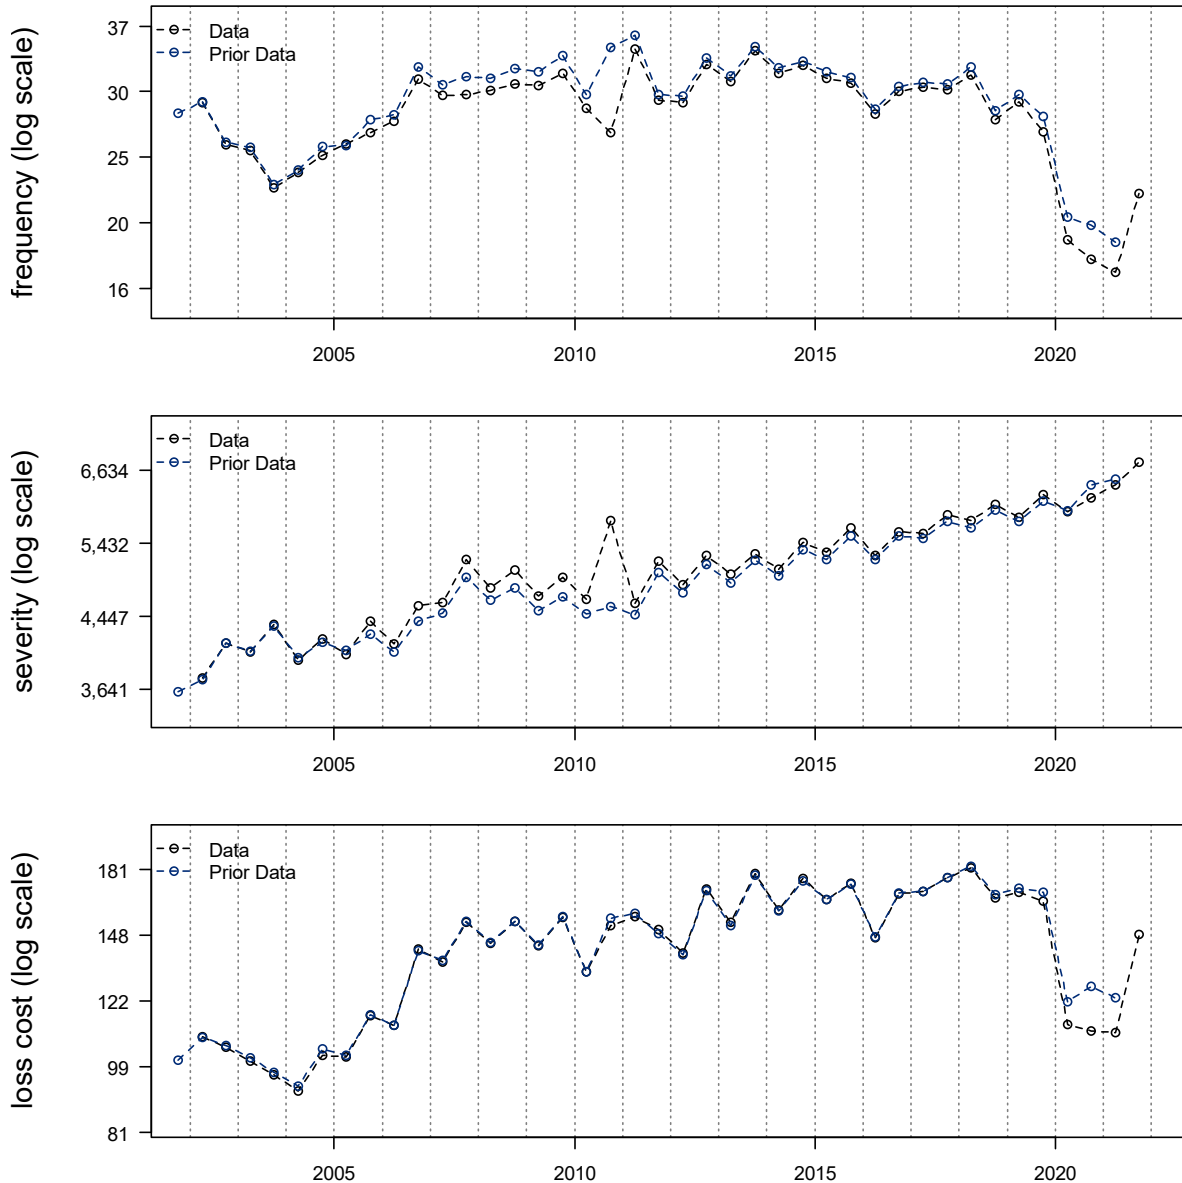 frequency (log scale)
37
30
25
20
16
Data
Prior Data
2005
2010
2015
2020
severity (log scale)
6,634
5,432
4,447
3,641
Data
Prior Data
2005
2010
2015
2020
loss cost (log scale)
181
148
122
99
81
Data
Prior Data
2005
2010
2015
2020